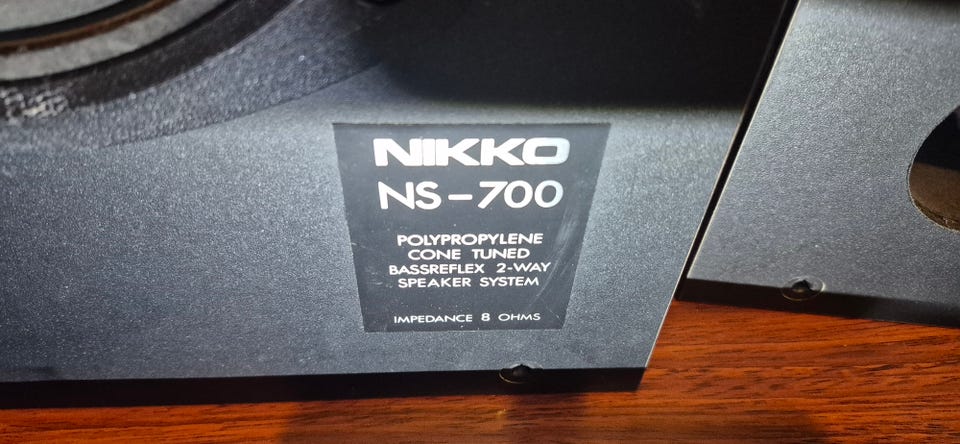 NIKKO
NS-700
POLYPROPYLENE
CONE TUNED
BASSREFLEX 2-WAY
SPEAKER SYSTEM
IMPEDANCE 8 OHMS